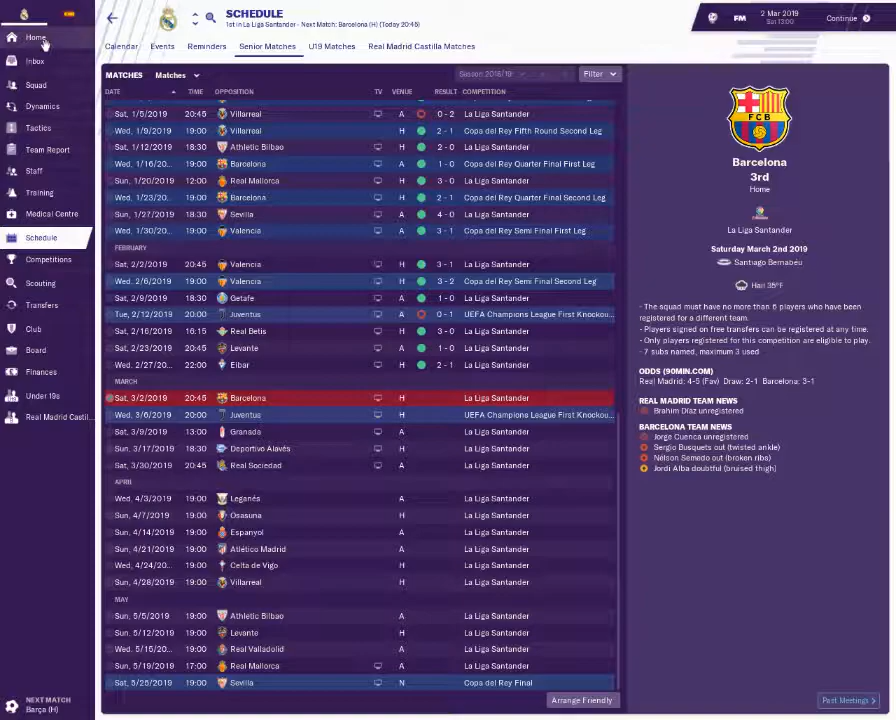 SCHEDULE
1st in La Liga Santander - Next Match: Barcelona (H) (Today 20:45)
FM
2 Mar 2019
Sat 13:00
Continue
Calendar Events Reminders Senior Matches U19 Matches Real Madrid Castilla Matches
Home
Inbox
Squad
Dynamics
Tactics
Team Report
Staff
Training
Medical Centre
Schedule
Competitions
Scouting
Transfers
Club
Board
Finances
Under 19s
Real Madrid Castil...
NEXT MATCH
Barça (H)
MATCHES Matches Season 2018/19 Filter
DATE TIME OPPOSITION TV VENUE RESULT COMPETITION
Sat, 1/5/2019 20:45 Villarreal A 0 - 2 La Liga Santander
Wed, 1/9/2019 19:00 Villarreal H 2 - 1 Copa del Rey Fifth Round Second Leg
Sat, 1/12/2019 18:30 Athletic Bilbao H 2 - 0 La Liga Santander
Wed, 1/16/20... 19:00 Barcelona A 1 - 0 Copa del Rey Quarter Final First Leg
Sun, 1/20/2019 12:00 Real Mallorca H 3 - 0 La Liga Santander
Wed, 1/23/20... 19:00 Barcelona H 2 - 1 Copa del Rey Quarter Final Second Leg
Sun, 1/27/2019 18:30 Sevilla A 4 - 0 La Liga Santander
Wed, 1/30/20... 19:00 Valencia A 3 - 1 Copa del Rey Semi Final First Leg
FEBRUARY
Sat, 2/2/2019 20:45 Valencia H 3 - 1 La Liga Santander
Wed, 2/6/2019 19:00 Valencia H 3 - 2 Copa del Rey Semi Final Second Leg
Sat, 2/9/2019 18:30 Getafe A 1 - 0 La Liga Santander
Tue, 2/12/2019 20:00 Juventus A 0 - 1 UEFA Champions League First Knockou...
Sat, 2/16/2019 16:15 Real Betis H 3 - 0 La Liga Santander
Sat, 2/23/2019 20:45 Levante A 1 - 0 La Liga Santander
Wed, 2/27/20... 22:00 Eibar H 2 - 1 La Liga Santander
MARCH
Sat, 3/2/2019 20:45 Barcelona H La Liga Santander
Wed, 3/6/2019 20:00 Juventus H UEFA Champions League First Knockou...
Sat, 3/9/2019 13:00 Granada A La Liga Santander
Sun, 3/17/2019 18:30 Deportivo Alavés H La Liga Santander
Sat, 3/30/2019 20:45 Real Sociedad A La Liga Santander
APRIL
Wed, 4/3/2019 19:00 Leganés A La Liga Santander
Sun, 4/7/2019 19:00 Osasuna H La Liga Santander
Sun, 4/14/2019 19:00 Espanyol A La Liga Santander
Sun, 4/21/2019 19:00 Atlético Madrid A La Liga Santander
Wed, 4/24/20... 19:00 Celta de Vigo H La Liga Santander
Sun, 4/28/2019 19:00 Villarreal H La Liga Santander
MAY
Sun, 5/5/2019 19:00 Athletic Bilbao A La Liga Santander
Sun, 5/12/2019 19:00 Levante H La Liga Santander
Wed, 5/15/20... 19:00 Real Valladolid A La Liga Santander
Sun, 5/19/2019 17:00 Real Mallorca A La Liga Santander
Sat, 5/25/2019 19:00 Sevilla N Copa del Rey Final
Arrange Friendly
FCB
Barcelona
3rd
Home
La Liga Santander
Saturday March 2nd 2019
Santiago Bernabéu
Hail 35°F
- The squad must have no more than 6 players who have been
registered for a different team.
- Players signed on free transfers can be registered at any time.
- Only players registered for this competition are eligible to play.
- 7 subs named, maximum 3 used
ODDS (90MIN.COM)
Real Madrid: 4-5 (Fav) Draw: 2-1 Barcelona: 3-1
REAL MADRID TEAM NEWS
Brahim Díaz unregistered
BARCELONA TEAM NEWS
Jorge Cuenca unregistered
Sergio Busquets out (twisted ankle)
Nélson Semedo out (broken ribs)
Jordi Alba doubtful (bruised thigh)
Past Meetings